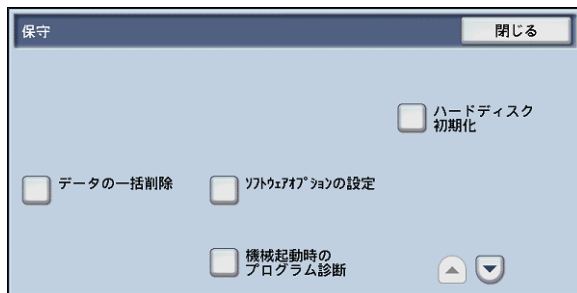 保守
閉じる
ハードディスク
初期化
データの一括削除
ソフトウェアオプションの設定
機械起動時の
プログラム診断